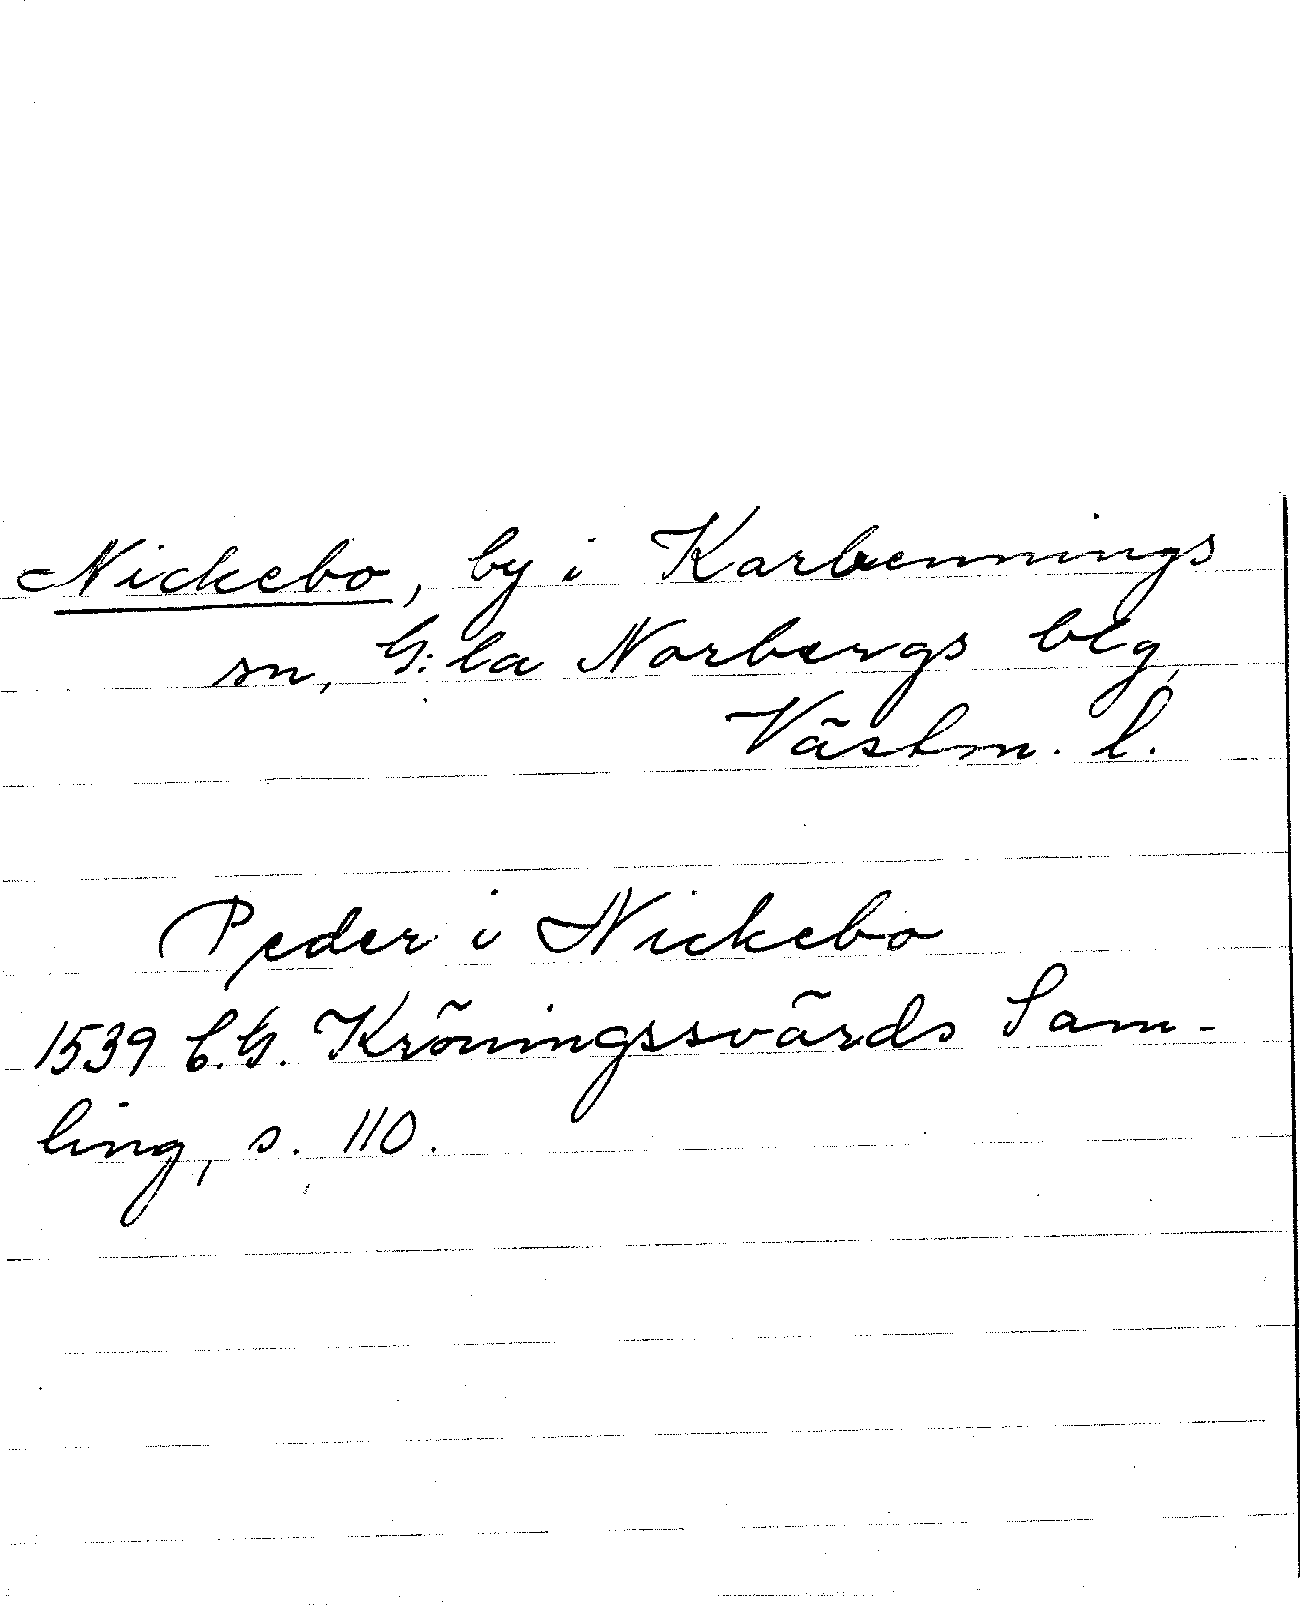 Nickebo, by i Karbennings
sn, G:la Norbergs blg,
Västm. l.
Peder i Nickebo
1539 C.G. Kröningssvärds Sam-
ling, s. 110.